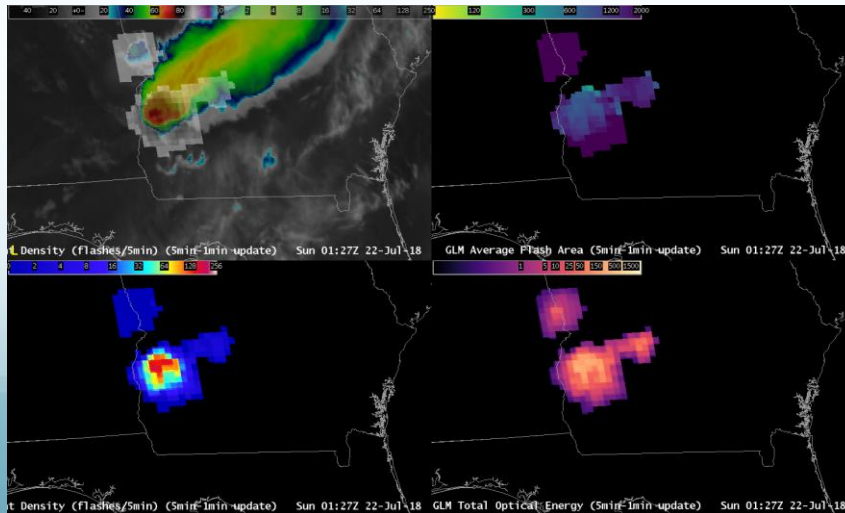 40 20 +0- 20 40 60 80 0 2 4 8 16 32 64 128 250
120 300 600 1200 2000
Density (flashes/5min) (5min-1min-update) Sun 01:27Z 22-Jul-18
GLM Average Flash Area (5min-1min-update) Sun 01:27Z 22-Jul-18
0 2 4 8 16 32 64 128 256
1 5 10 25 50 150 500 1500
nt Density (flashes/5min) (5min-1min-update) Sun 01:27Z 22-Jul-18
GLM Total Optical Energy (5min-1min-update) Sun 01:27Z 22-Jul-18